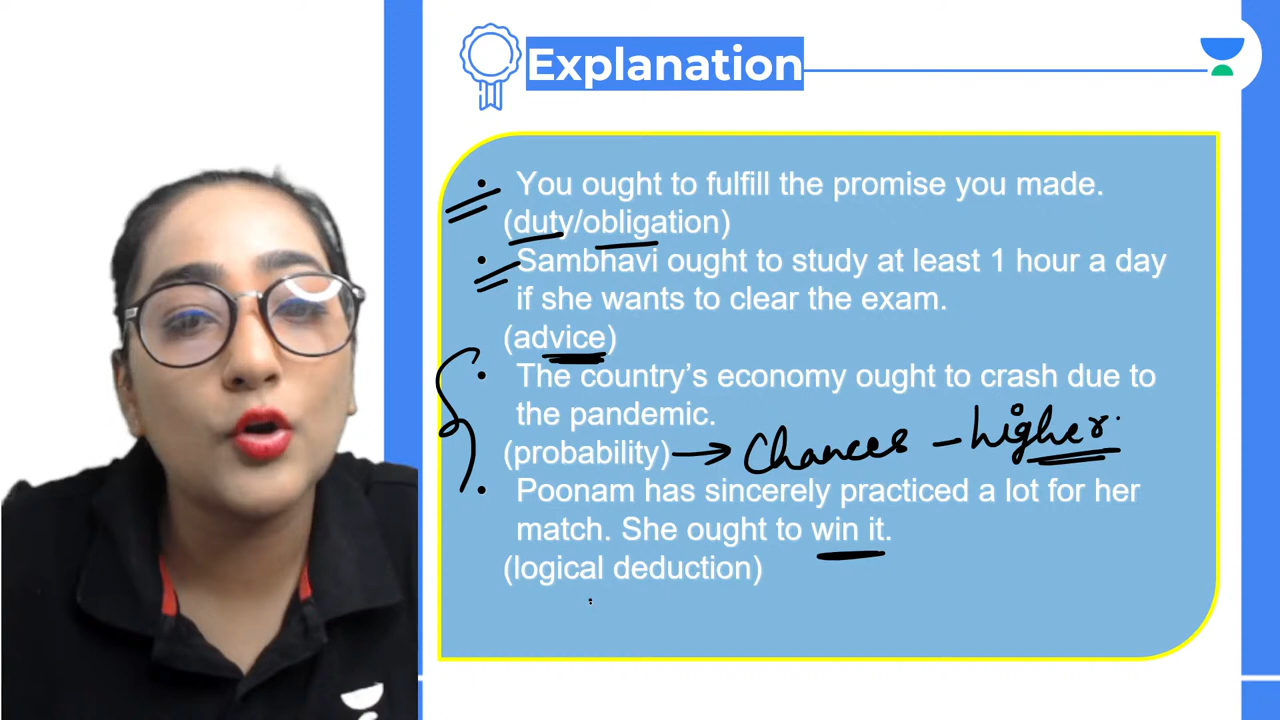 Explanation
• You ought to fulfill the promise you made.
(duty/obligation)
• Sambhavi ought to study at least 1 hour a day
if she wants to clear the exam.
(advice)
• The country's economy ought to crash due to
the pandemic.
(probability) → Chances - higher.
• Poonam has sincerely practiced a lot for her
match. She ought to win it.
(logical deduction)